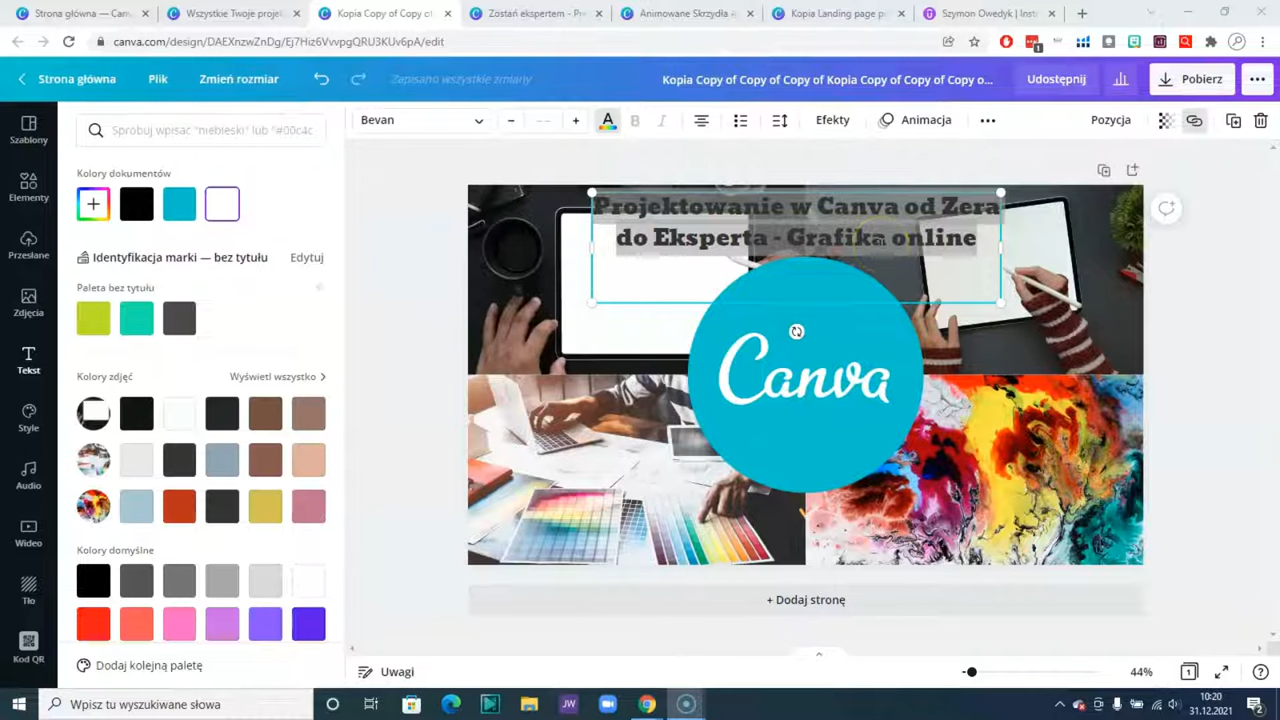 Strona główna — Can
Wszystkie Twoje projek
Kopia Copy of Copy of
Zostań ekspertem - Pr
Animowane Skrzydła
Kopia Landing page p
Szymon Owedyk | Inst
canva.com/design/DAEXnzwZnDg/Ej7Hiz6VvvpgQRU3KUv6pA/edit
Strona główna
Plik
Zmień rozmiar
Zapisano wszystkie zmiany
Kopia Copy of Copy of Copy of Kopia Copy of Copy of Copy o...
Udostępnij
Pobierz
Szablony
Elementy
Przesłane
Zdjęcia
Tekst
Style
Audio
Wideo
Tło
Kod QR
Spróbuj wpisać "niebieski" lub "#00c4c
Kolory dokumentów
Identyfikacja marki — bez tytułu
Edytuj
Paleta bez tytułu
Kolory zdjęć
Wyświetl wszystko
Kolory domyślne
Dodaj kolejną paletę
Bevan
A
B
I
Efekty
Animacja
Pozycja
Projektowanie w Canva od Zera
do Eksperta - Grafika online
Canva
+ Dodaj stronę
Uwagi
44%
1
Wpisz tu wyszukiwane słowa
JW
10:20
31.12.2021
2